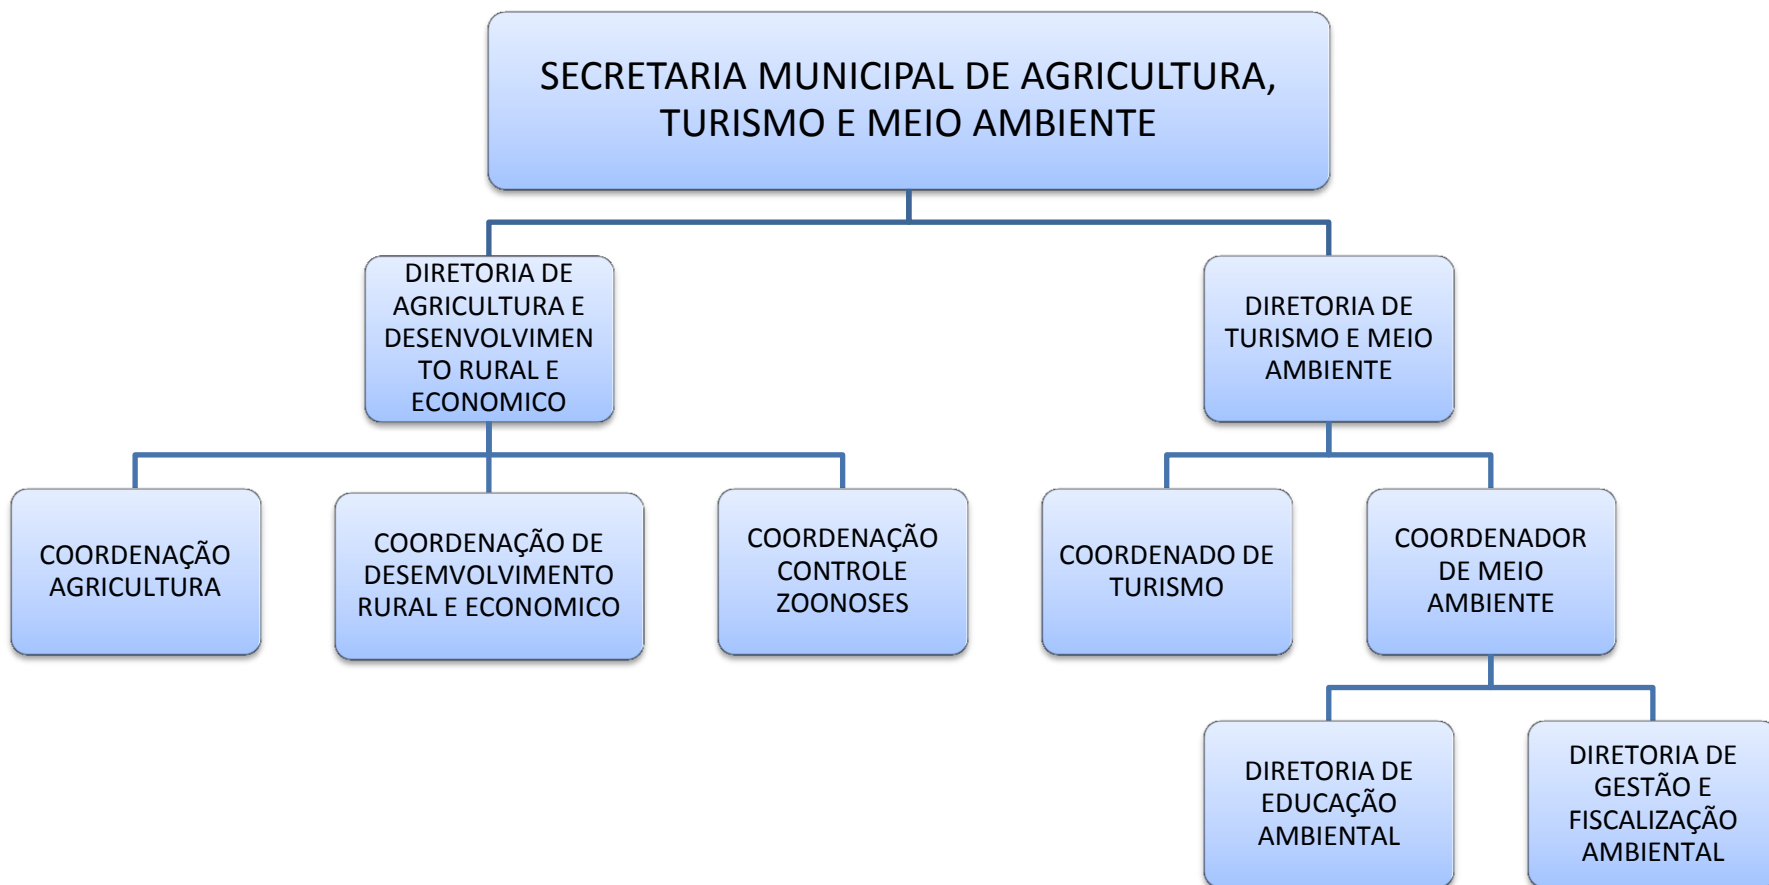 SECRETARIA MUNICIPAL DE AGRICULTURA,
TURISMO E MEIO AMBIENTE
DIRETORIA DE
AGRICULTURA E
DESENVOLVIMEN
TO RURAL E
ECONOMICO
DIRETORIA DE
TURISMO E MEIO
AMBIENTE
COORDENAÇÃO
AGRICULTURA
COORDENAÇÃO DE
DESEMVOLVIMENTO
RURAL E ECONOMICO
COORDENAÇÃO
CONTROLE
ZOONOSES
COORDENADO DE
TURISMO
COORDENADOR
DE MEIO
AMBIENTE
DIRETORIA DE
EDUCAÇÃO
AMBIENTAL
DIRETORIA DE
GESTÃO E
FISCALIZAÇÃO
AMBIENTAL